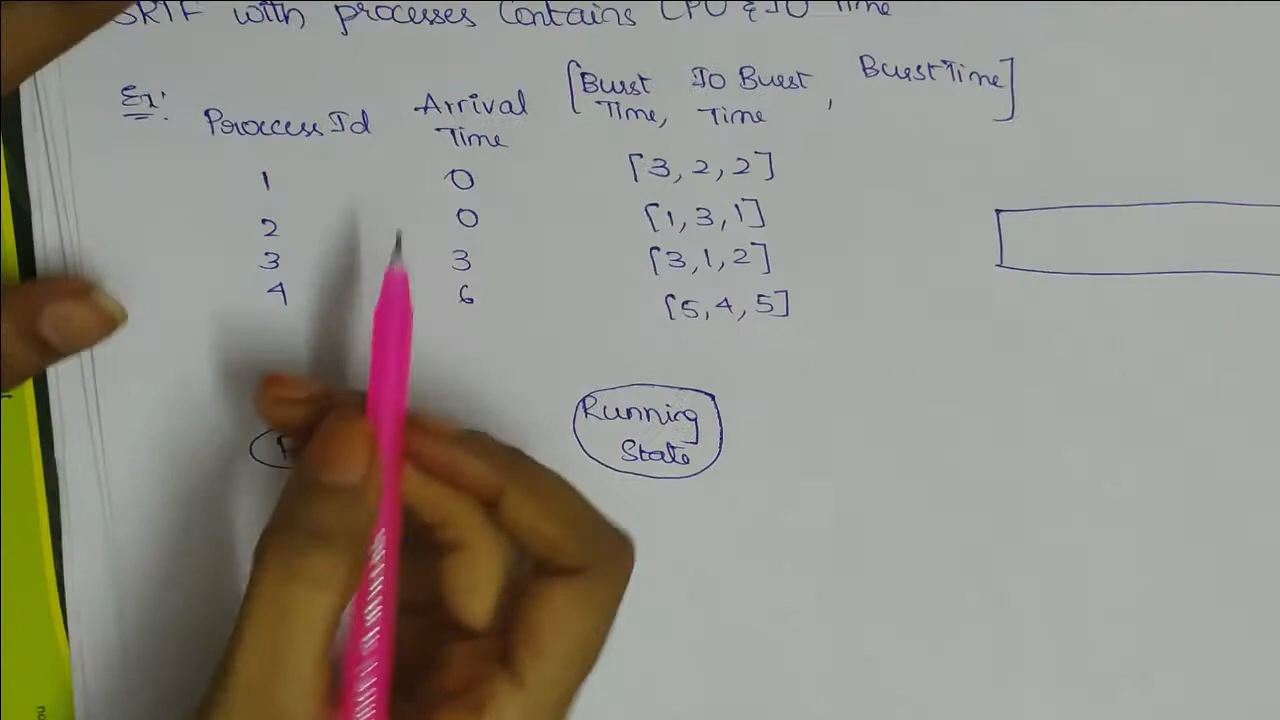 SRTF with processes Contains CPU & IO Time
Ex:
Proccess Id Arrival Time [Burst Time, IO Burst Time, Burst Time]
1 0 [3, 2, 2]
2 0 [1, 3, 1]
3 3 [3, 1, 2]
4 6 [5, 4, 5]
Running
State